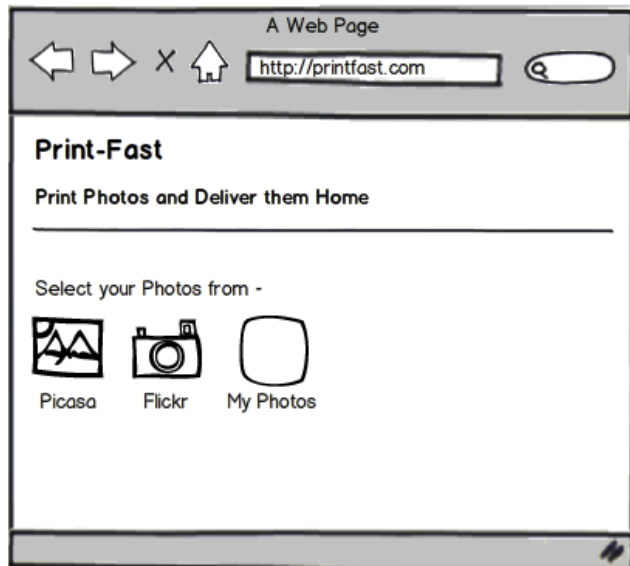 A Web Page
http://printfast.com
Print-Fast
Print Photos and Deliver them Home
Select your Photos from -
Picasa Flickr My Photos